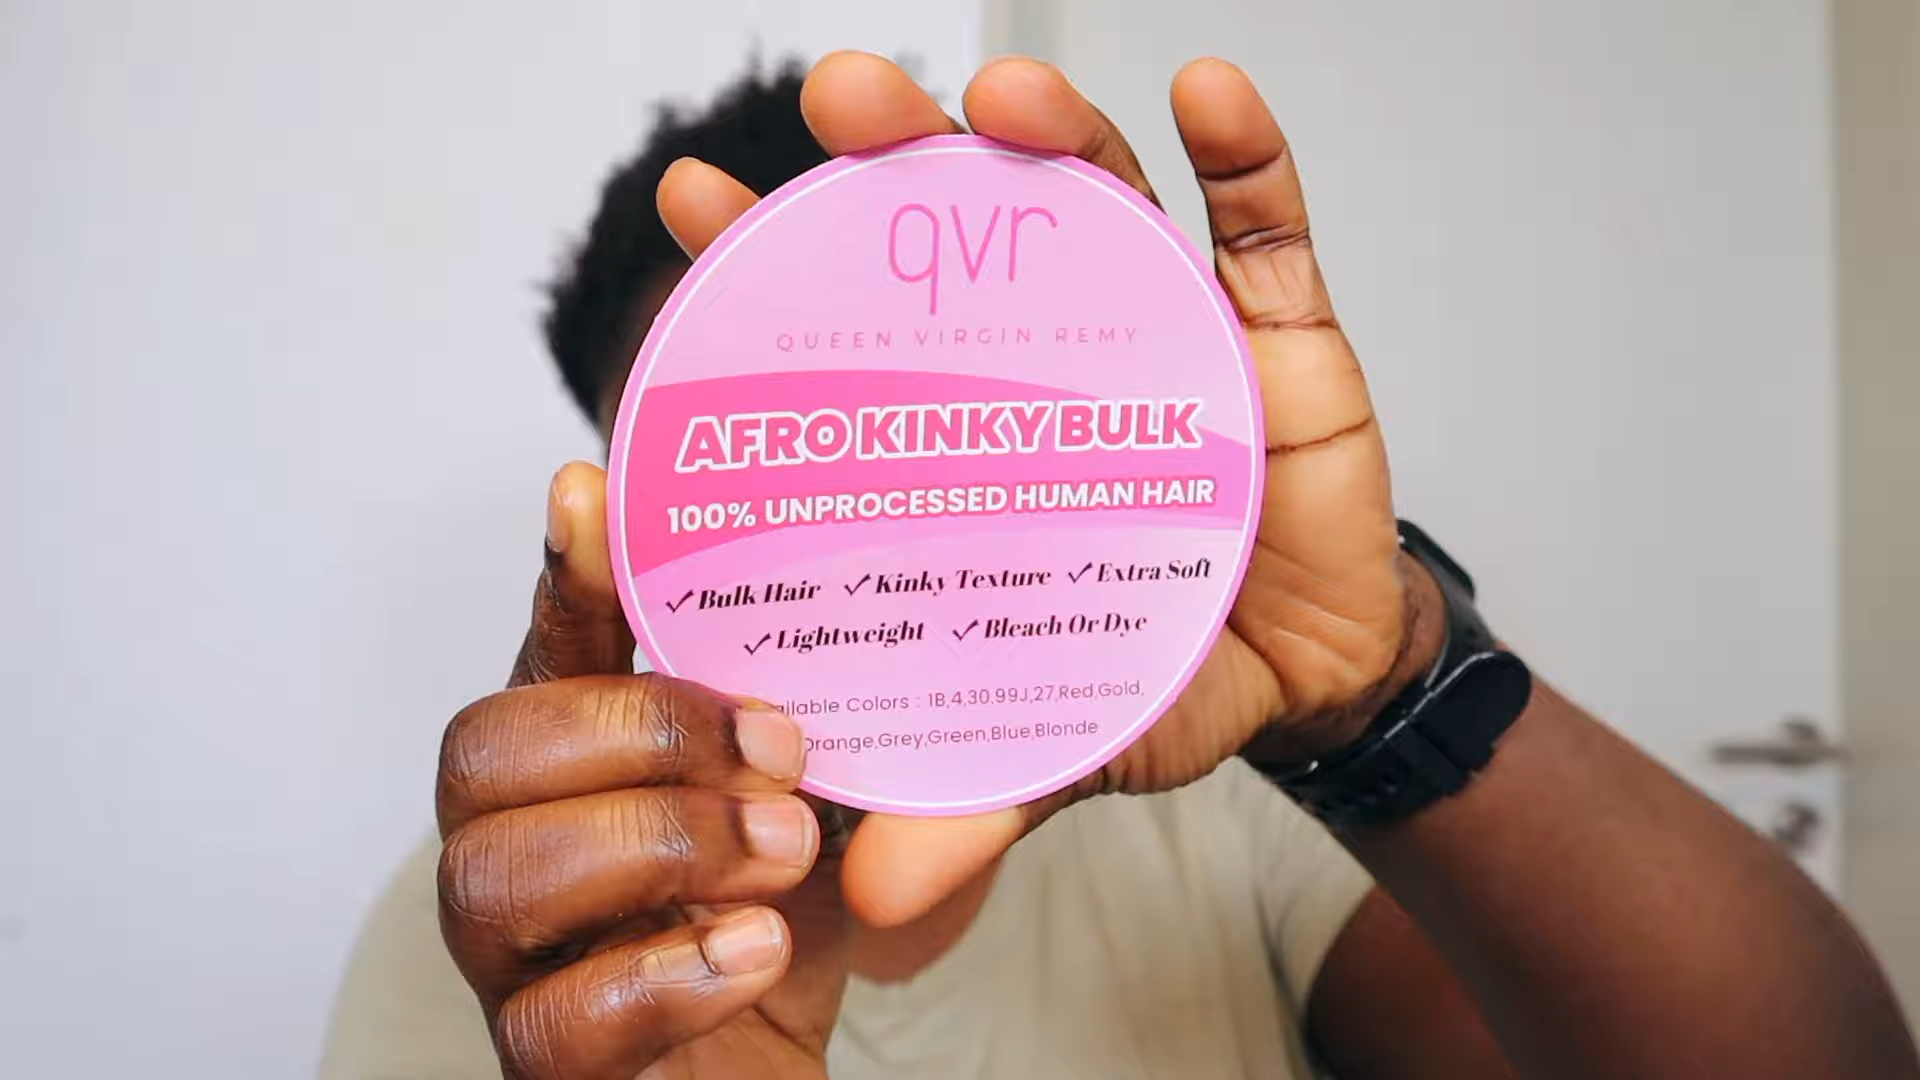 qvr
QUEEN VIRGIN REMY
AFRO KINKY BULK
100% UNPROCESSED HUMAN HAIR
✓Bulk Hair ✓Kinky Texture ✓Extra Soft
✓Lightweight ✓Bleach Or Dye
Colors : 1B,4,30,99J,27,Red,Gold,
Orange,Grey,Green,Blue,Blonde